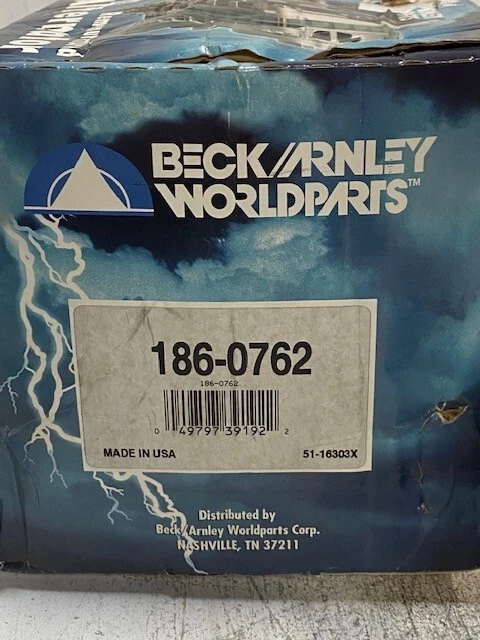 BECK/ARNLEY
WORLDPARTS™
186-0762
186-0762
0 49797 39192 2
MADE IN USA
51-16303X
Distributed by
Beck/Arnley Worldparts Corp.
NASHVILLE, TN 37211